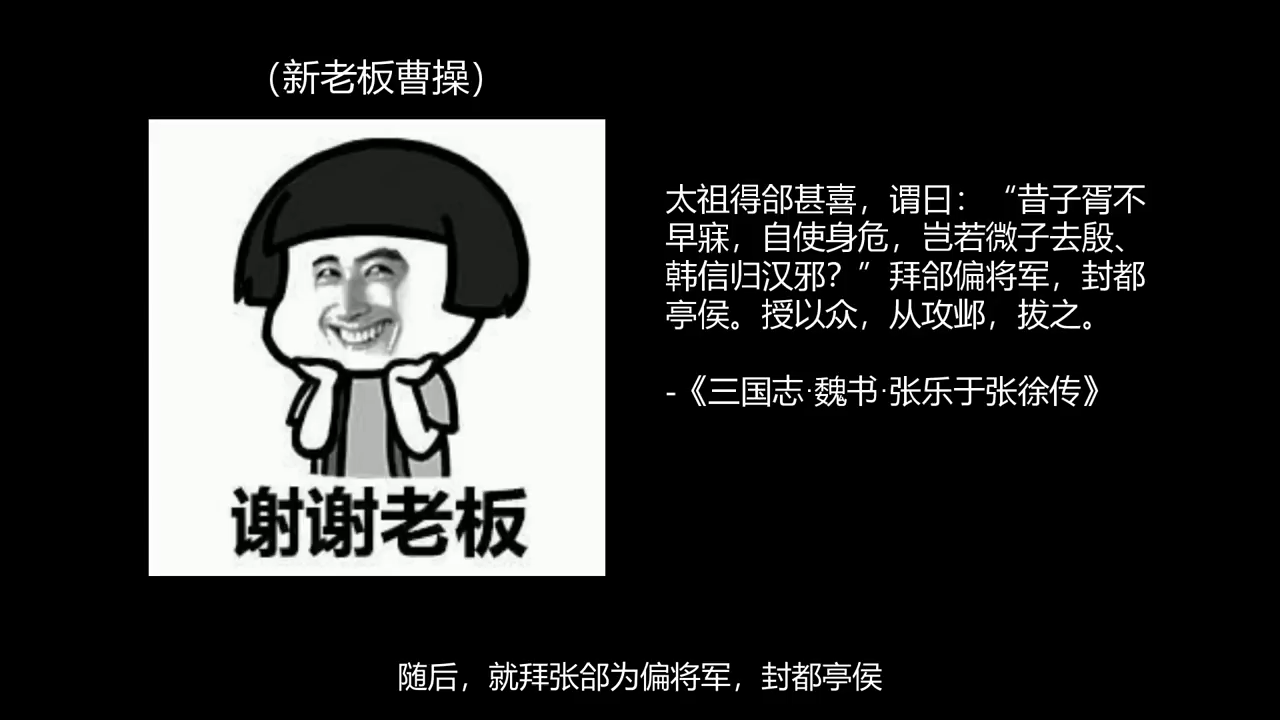 （新老板曹操）
谢谢老板
太祖得郃甚喜，谓曰：“昔子胥不
早寐，自使身危，岂若微子去殷、
韩信归汉邪？”拜郃偏将军，封都
亭侯。授以众，从攻邺，拔之。
-《三国志·魏书·张乐于张徐传》
随后，就拜张郃为偏将军，封都亭侯